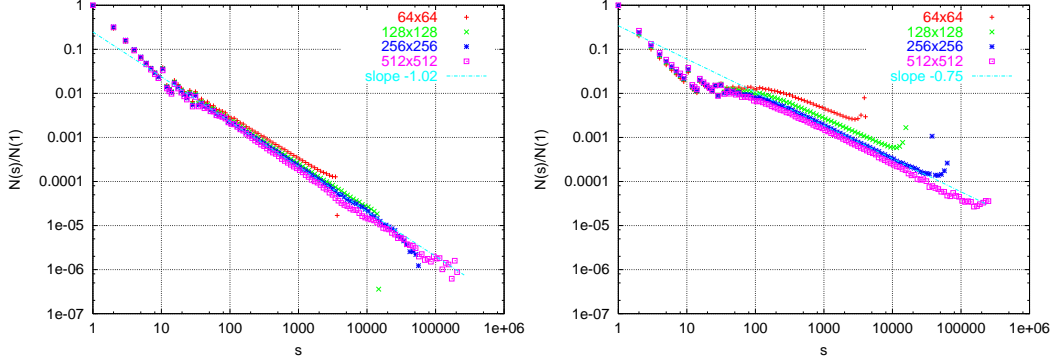 1
0.1
0.01
0.001
0.0001
1e-05
1e-06
1e-07
N(s)/N(1)
1 10 100 1000 10000 100000 1e+06
s
64x64
128x128
256x256
512x512
slope -1.02
1
0.1
0.01
0.001
0.0001
1e-05
1e-06
1e-07
N(s)/N(1)
1 10 100 1000 10000 100000 1e+06
s
64x64
128x128
256x256
512x512
slope -0.75